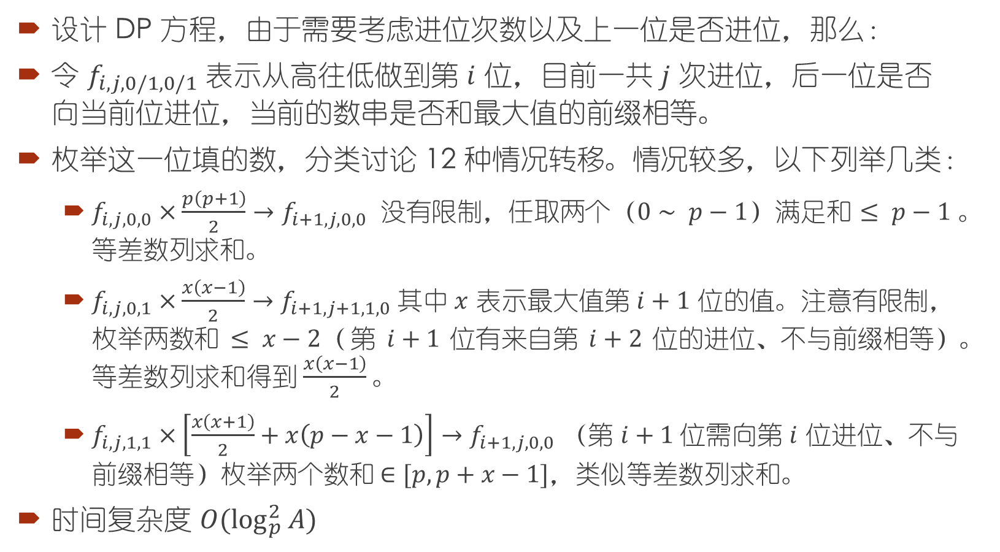 设计 DP 方程，由于需要考虑进位次数以及上一位是否进位，那么：
令 $f_{i,j,0/1,0/1}$ 表示从高往低做到第 $i$ 位，目前一共 $j$ 次进位，后一位是否
向当前位进位，当前的数串是否和最大值的前缀相等。
枚举这一位填的数，分类讨论 12 种情况转移。情况较多，以下列举几类：
$f_{i,j,0,0} \times \frac{p(p+1)}{2} \to f_{i+1,j,0,0}$ 没有限制，任取两个（$0 \sim p-1$）满足和 $\leq p-1$ 。
等差数列求和。
$f_{i,j,0,1} \times \frac{x(x-1)}{2} \to f_{i+1,j+1,1,0}$ 其中 $x$ 表示最大值第 $i+1$ 位的值。注意有限制，
枚举两数和 $\leq x-2$（第 $i+1$ 位有来自第 $i+2$ 位的进位、不与前缀相等）。
等差数列求和得到 $\frac{x(x-1)}{2}$ 。
$f_{i,j,1,1} \times \left[\frac{x(x+1)}{2} + x(p-x-1)\right] \to f_{i+1,j,0,0}$ （第 $i+1$ 位需向第 $i$ 位进位、不与
前缀相等）枚举两个数和 $\in [p, p+x-1]$，类似等差数列求和。
时间复杂度 $O(\log_p^2 A)$